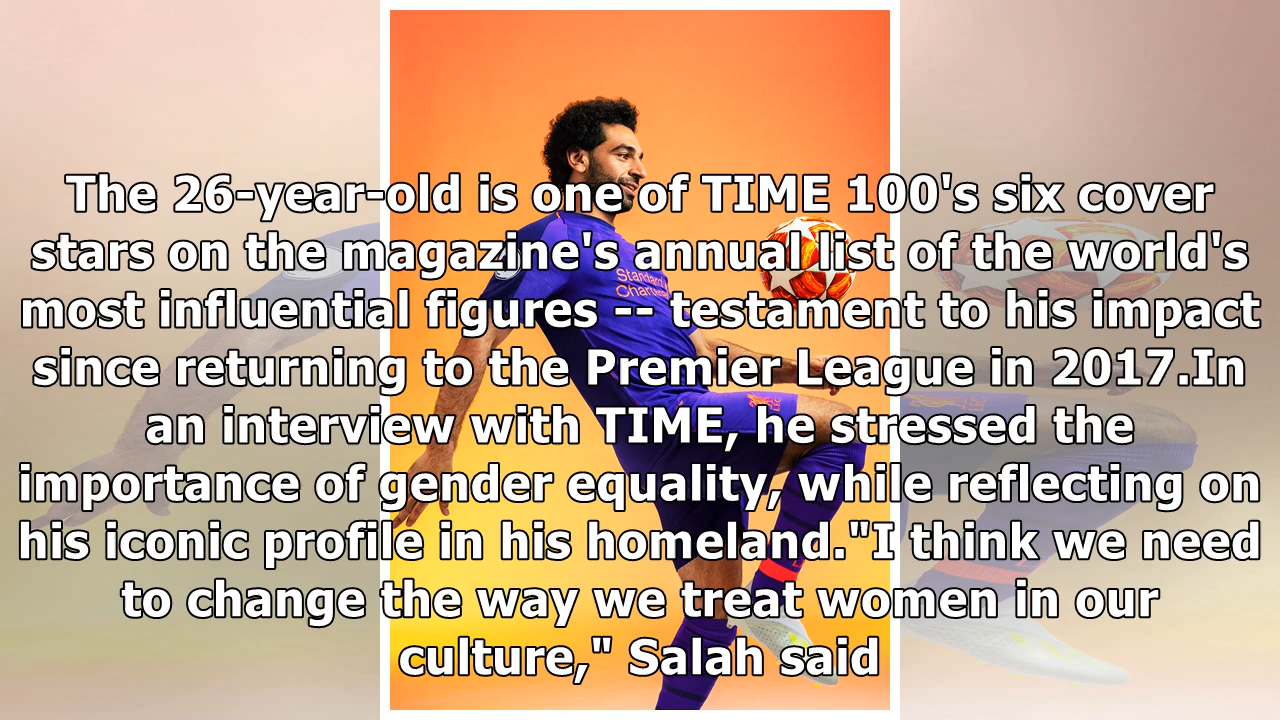 The 26-year-old is one of TIME 100's six cover
stars on the magazine's annual list of the world's
most influential figures -- testament to his impact
since returning to the Premier League in 2017.In
an interview with TIME, he stressed the
importance of gender equality, while reflecting on
his iconic profile in his homeland."I think we need
to change the way we treat women in our
culture," Salah said
Standard
Chartered